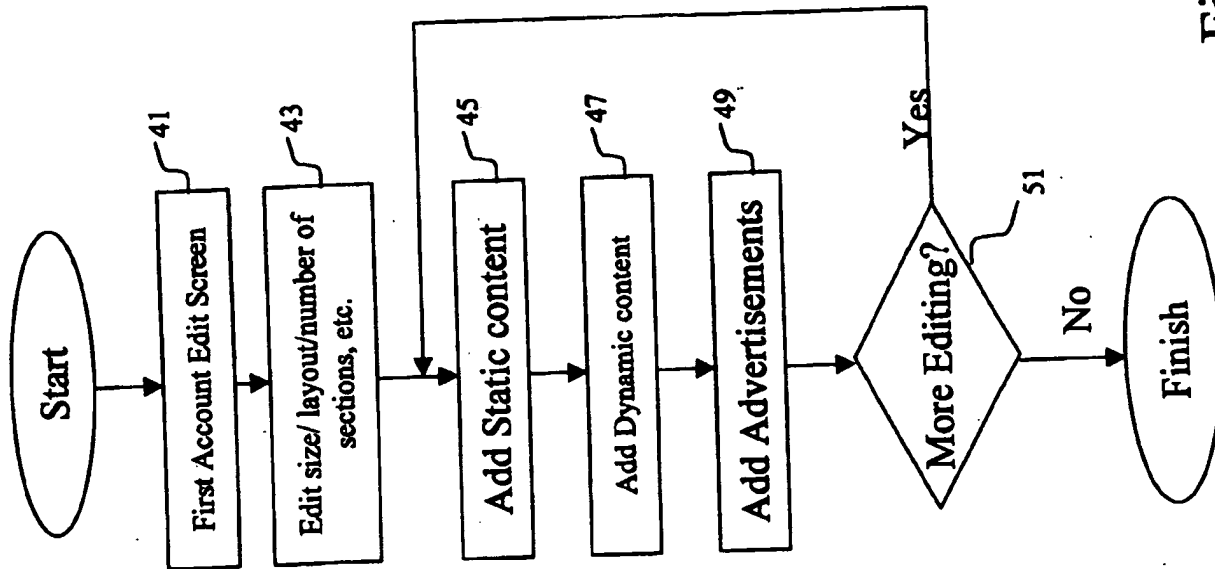 Start
First Account Edit Screen
41
Edit size/ layout/number of
sections, etc.
43
Add Static content
45
Add Dynamic content
47
Add Advertisements
49
More Editing?
51
Yes
No
Finish